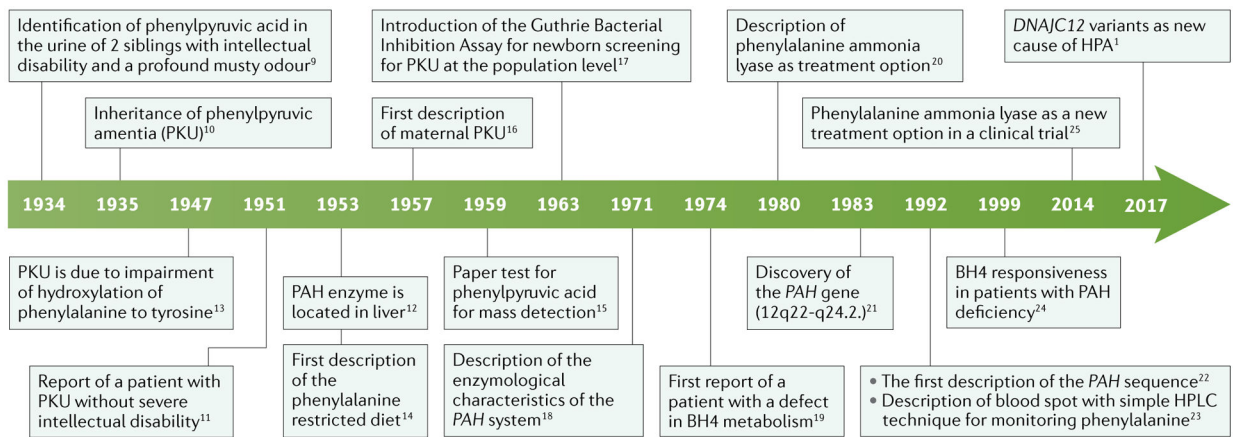 Identification of phenylpyruvic acid in
the urine of 2 siblings with intellectual
disability and a profound musty odour⁹
Introduction of the Guthrie Bacterial
Inhibition Assay for newborn screening
for PKU at the population level¹⁷
Description of
phenylalanine ammonia
lyase as treatment option²⁰
DNAJC12 variants as new
cause of HPA¹
Inheritance of phenylpyruvic
amentia (PKU)¹⁰
First description
of maternal PKU¹⁶
Phenylalanine ammonia lyase as a new
treatment option in a clinical trial²⁵
1934 1935 1947 1951 1953 1957 1959 1963 1971 1974 1980 1983 1992 1999 2014 2017
PKU is due to impairment
of hydroxylation of
phenylalanine to tyrosine¹³
PAH enzyme is
located in liver¹²
Paper test for
phenylpyruvic acid
for mass detection¹⁵
Discovery of
the PAH gene
(12q22-q24.2.)²¹
BH4 responsiveness
in patients with PAH
deficiency²⁴
Report of a patient with
PKU without severe
intellectual disability¹¹
First description
of the
phenylalanine
restricted diet¹⁴
Description of the
enzymological
characteristics of the
PAH system¹⁸
First report of a
patient with a defect
in BH4 metabolism¹⁹
• The first description of the PAH sequence²²
• Description of blood spot with simple HPLC
technique for monitoring phenylalanine²³